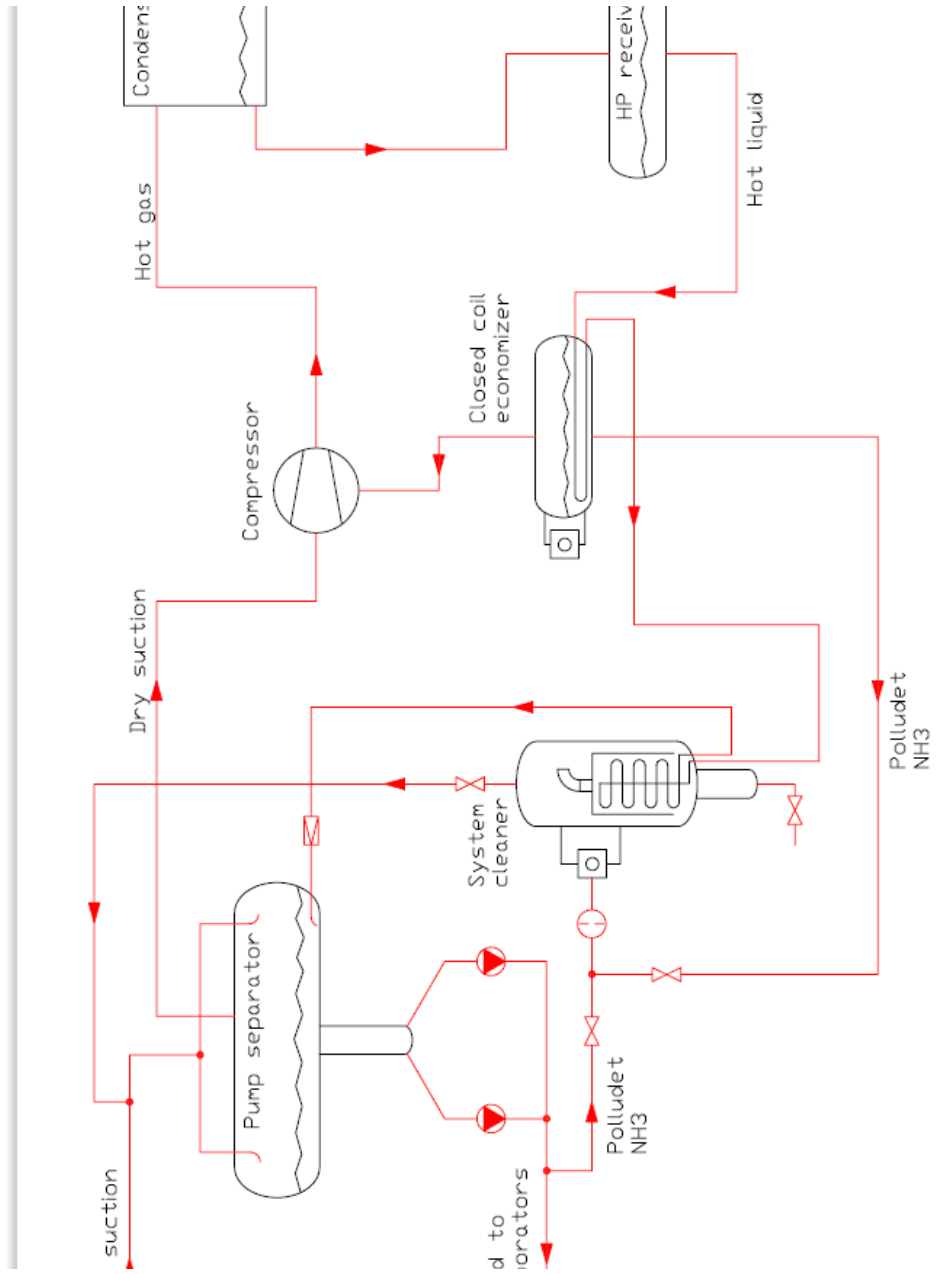 Condens
HP receiv
Hot liquid
Hot gas
Closed coil
economizer
Compressor
Dry suction
Polludet
NH3
System
cleaner
Pump separator
Polludet
NH3
suction
d to
porators